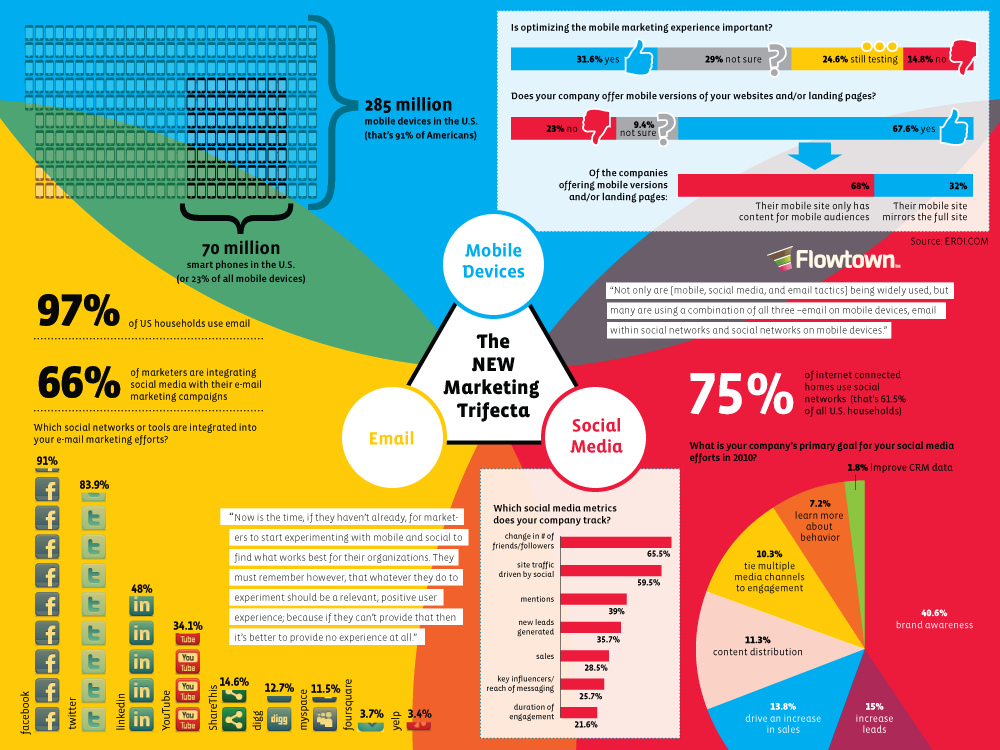 285 million
mobile devices in the U.S.
(that's 91% of Americans)
70 million
smart phones in the U.S.
(or 23% of all mobile devices)
Is optimizing the mobile marketing experience important?
31.6% yes
29% not sure
24.6% still testing
14.8% no
Does your company offer mobile versions of your websites and/or landing pages?
23% no
9.4%
not sure
67.6% yes
Of the companies
offering mobile versions
and/or landing pages:
68%
32%
Their mobile site only has
content for mobile audiences
Their mobile site
mirrors the full site
Source: EROI.COM
Flowtown
"Not only are [mobile, social media, and email tactics] being widely used, but
many are using a combination of all three –email on mobile devices, email
within social networks and social networks on mobile devices."
Mobile
Devices
The
NEW
Marketing
Trifecta
Email
Social
Media
97%
of US households use email
66%
of marketers are integrating
social media with their e-mail
marketing campaigns
Which social networks or tools are integrated into
your e-mail marketing efforts?
91%
facebook
83.9%
twitter
48%
linkedin
34.1%
YouTube
14.6%
ShareThis
12.7%
digg
11.5%
myspace
3.7%
foursquare
3.4%
yelp
f
t
in
You
Tube
digg
"Now is the time, if they haven't already, for market-
ers to start experimenting with mobile and social to
find what works best for their organizations. They
must remember however, that whatever they do to
experiment should be a relevant, positive user
experience; because if they can't provide that then
it's better to provide no experience at all."
Which social media metrics
does your company track?
change in # of
friends/followers
65.5%
site traffic
driven by social
59.5%
mentions
39%
new leads
generated
35.7%
sales
28.5%
key influencers/
reach of messaging
25.7%
duration of
engagement
21.6%
75%
of internet connected
homes use social
networks (that's 61.5%
of all U.S. households)
What is your company's primary goal for your social media
efforts in 2010?
1.8% improve CRM data
7.2%
learn more
about
behavior
10.3%
tie multiple
media channels
to engagement
11.3%
content distribution
13.8%
drive an increase
in sales
15%
increase
leads
40.6%
brand awareness